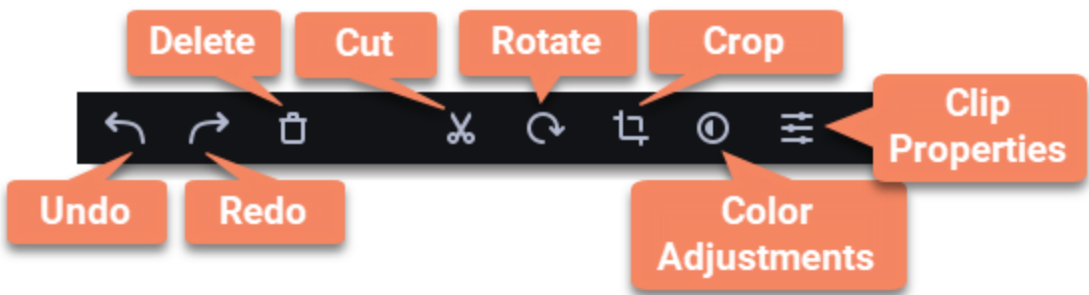 Delete
Cut
Rotate
Crop
Clip
Properties
Undo
Redo
Color
Adjustments